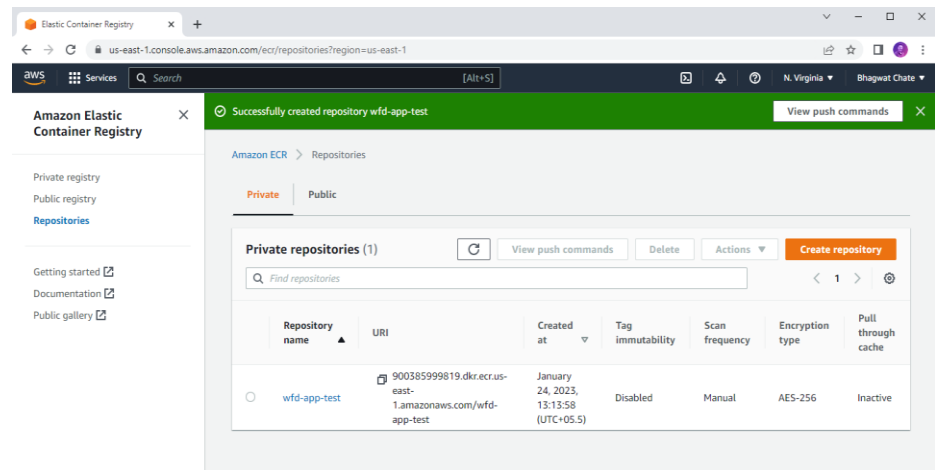 Elastic Container Registry
us-east-1.console.aws.amazon.com/ecr/repositories?region=us-east-1
aws Services Search [Alt+S] N. Virginia ▼ Bhagwat Chate ▼
Amazon Elastic
Container Registry
Private registry
Public registry
Repositories
Getting started
Documentation
Public gallery
Successfully created repository wfd-app-test View push commands
Amazon ECR > Repositories
Private Public
Private repositories (1) View push commands Delete Actions ▼ Create repository
Find repositories < 1 >
Repository
name ▲
URI
Created
at ▽
Tag
immutability
Scan
frequency
Encryption
type
Pull
through
cache
wfd-app-test
900385999819.dkr.ecr.us-
east-
1.amazonaws.com/wfd-
app-test
January
24, 2023,
13:13:58
(UTC+05.5)
Disabled
Manual
AES-256
Inactive